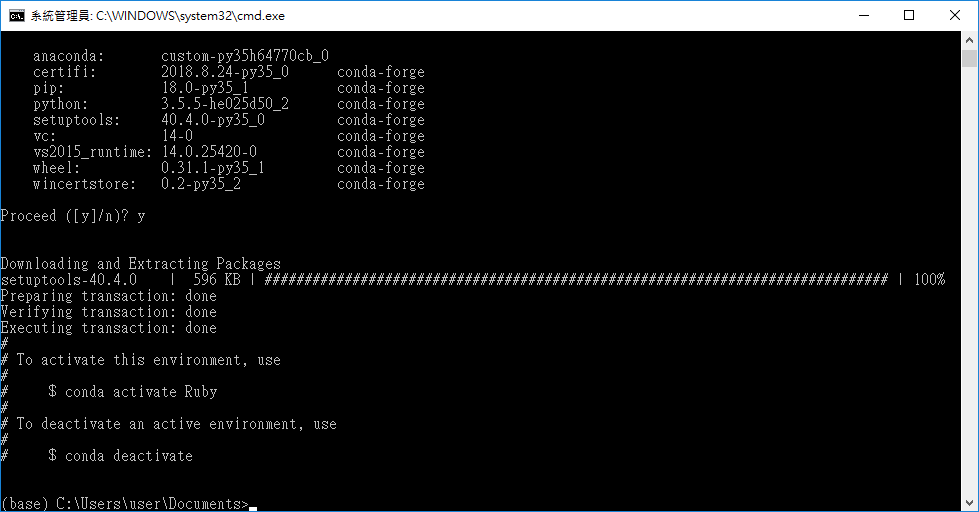 系統管理員: C:\WINDOWS\system32\cmd.exe
anaconda: custom-py35h64770cb_0
certifi: 2018.8.24-py35_0 conda-forge
pip: 18.0-py35_1 conda-forge
python: 3.5.5-he025d50_2 conda-forge
setuptools: 40.4.0-py35_0 conda-forge
vc: 14-0 conda-forge
vs2015_runtime: 14.0.25420-0 conda-forge
wheel: 0.31.1-py35_1 conda-forge
wincertstore: 0.2-py35_2 conda-forge
Proceed ([y]/n)? y
Downloading and Extracting Packages
setuptools-40.4.0 | 596 KB | ############################################################################## | 100%
Preparing transaction: done
Verifying transaction: done
Executing transaction: done
#
# To activate this environment, use
#
# $ conda activate Ruby
#
# To deactivate an active environment, use
#
# $ conda deactivate
(base) C:\Users\user\Documents>